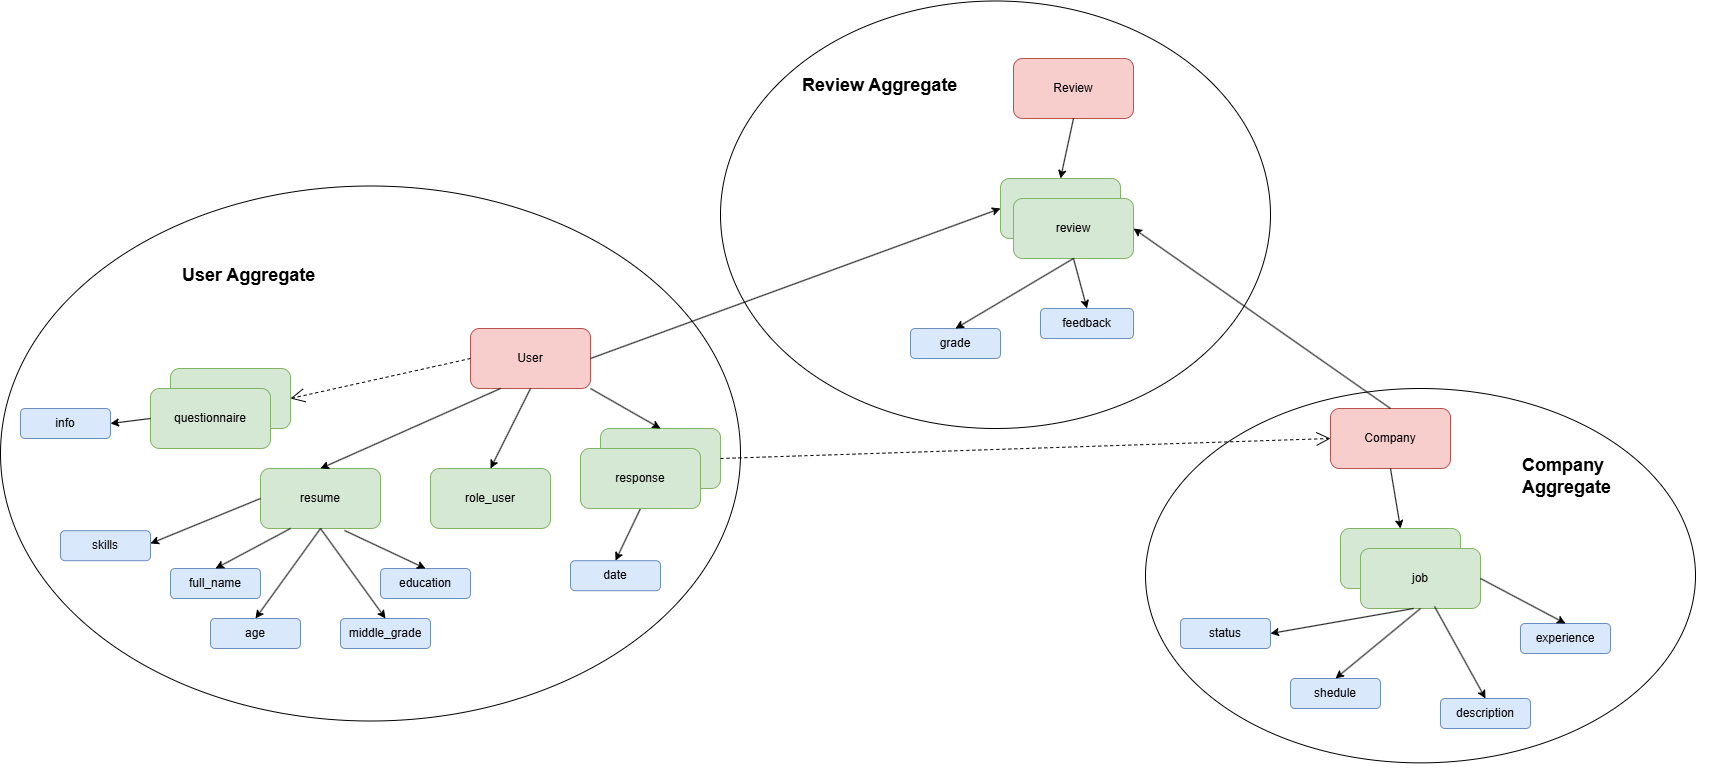 Review Aggregate
Review
review
grade
feedback
User Aggregate
User
questionnaire
info
resume
role_user
response
skills
full_name
education
date
age
middle_grade
Company
Company
Aggregate
job
status
experience
shedule
description